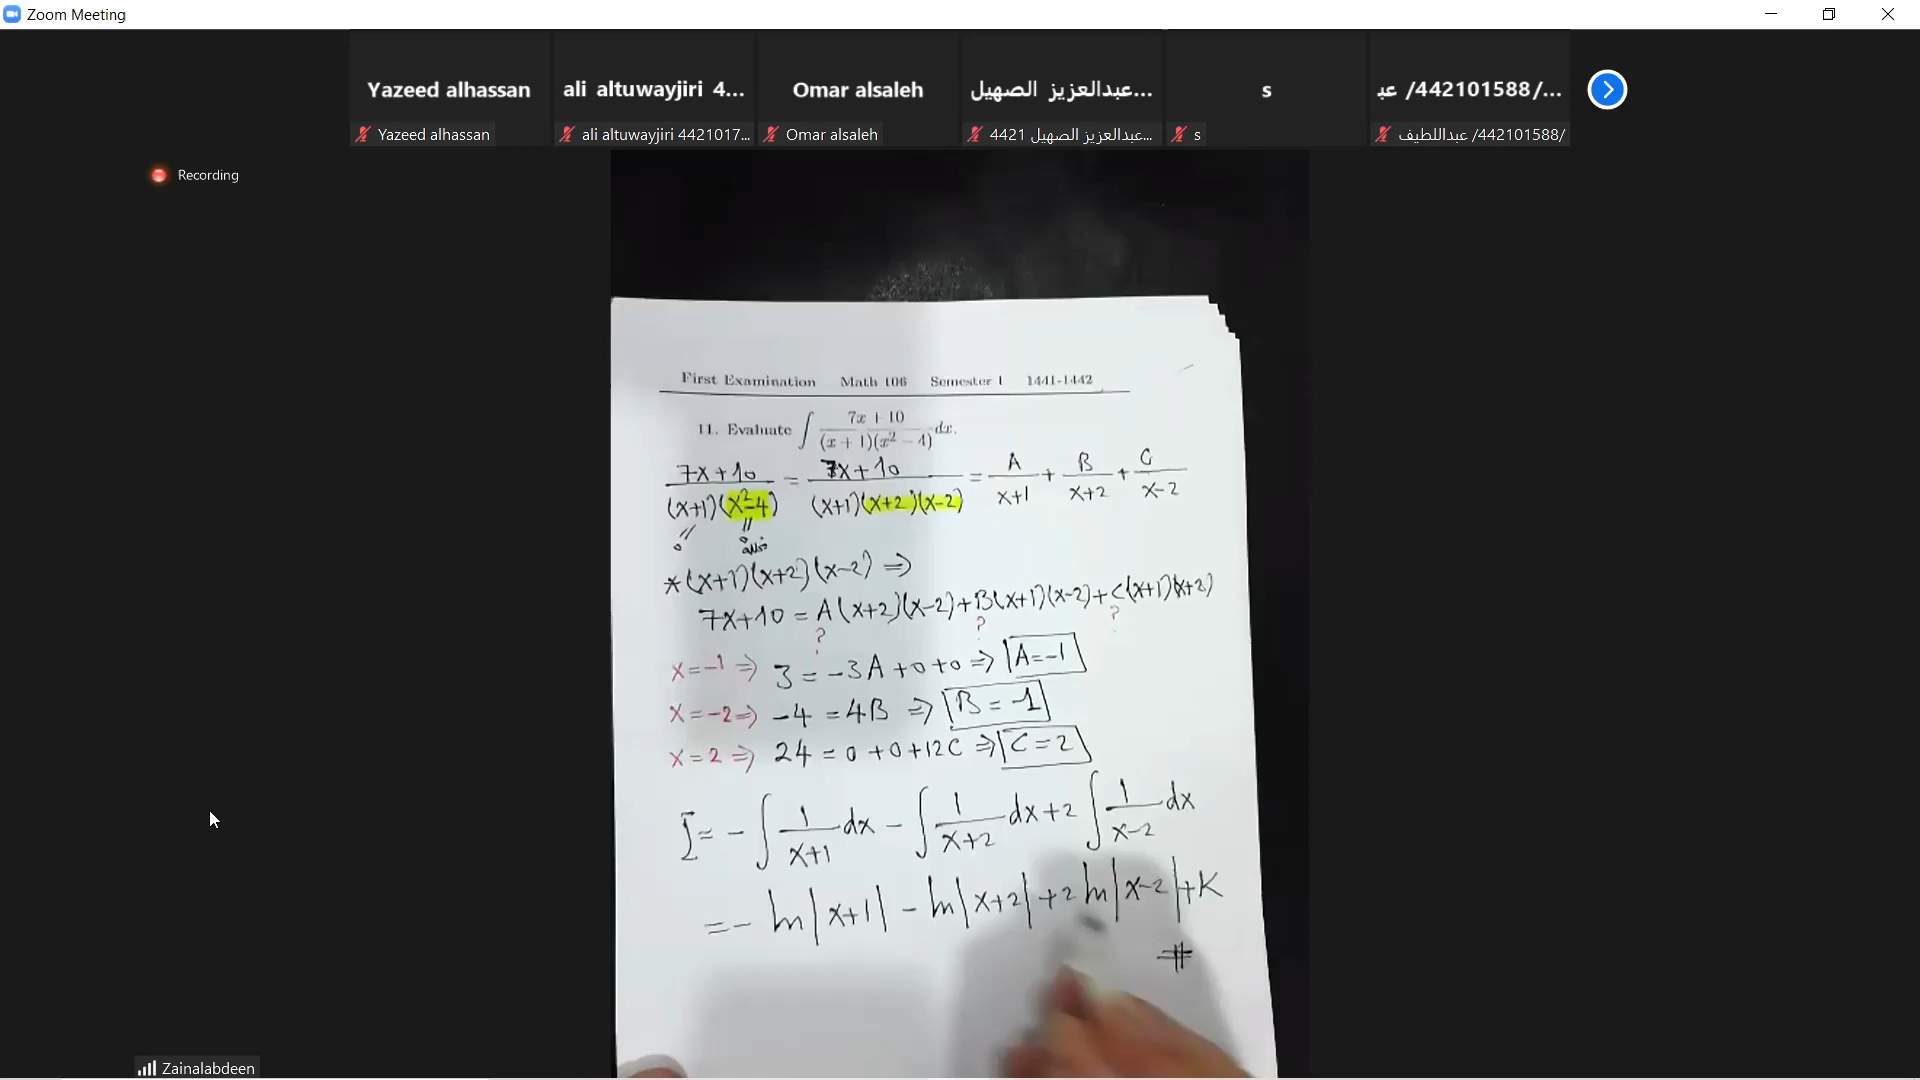 Zoom Meeting
Yazeed alhassan
ali altuwayjiri 4...
Omar alsaleh
عبدالعزيز الصهيل...
s
عب /442101588/...
Yazeed alhassan
ali altuwayjiri 4421017...
Omar alsaleh
4421 عبدالعزيز الصهيل...
s
عبداللطيف /442101588/
Recording
First Examination Math 106 Semester I 1441-1442
11. Evaluate ∫ (7x + 10)/((x + 1)(x² − 4)) dx.
(7x+10)/((x+1)(x²−4)) = (7x+10)/((x+1)(x+2)(x−2)) = A/(x+1) + B/(x+2) + C/(x−2)
*(x+1)(x+2)(x−2) ⇒
7x+10 = A(x+2)(x−2)+B(x+1)(x−2)+C(x+1)(x+2)
? ? ?
x=−1 ⇒ 3 = −3A +0+0 ⇒ A=−1
x=−2 ⇒ −4 = 4B ⇒ B = −1
x=2 ⇒ 24 = 0+0+12C ⇒ C=2
I = − ∫ 1/(x+1) dx − ∫ 1/(x+2) dx + 2 ∫ 1/(x−2) dx
= − ln|x+1| − ln|x+2| + 2 ln|x−2| + K
#
Zainalabdeen